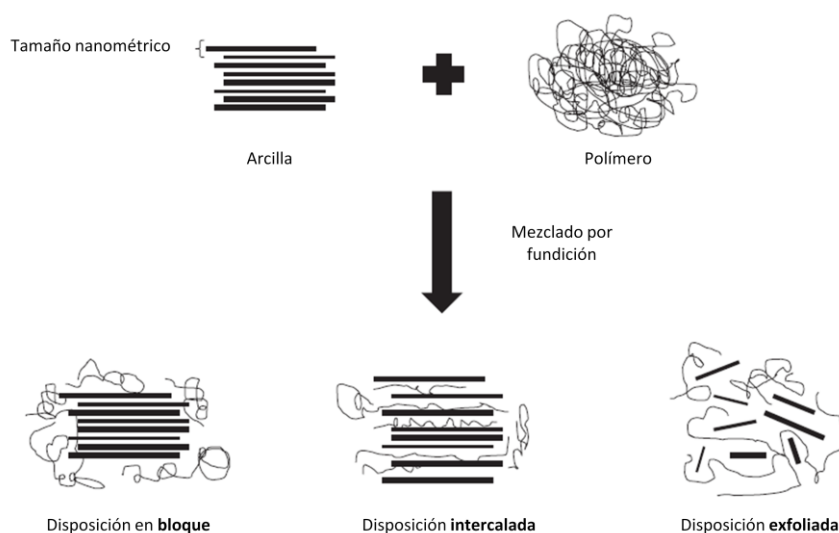 Tamaño nanométrico
Arcilla
Polímero
Mezclado por
fundición
Disposición en bloque
Disposición intercalada
Disposición exfoliada